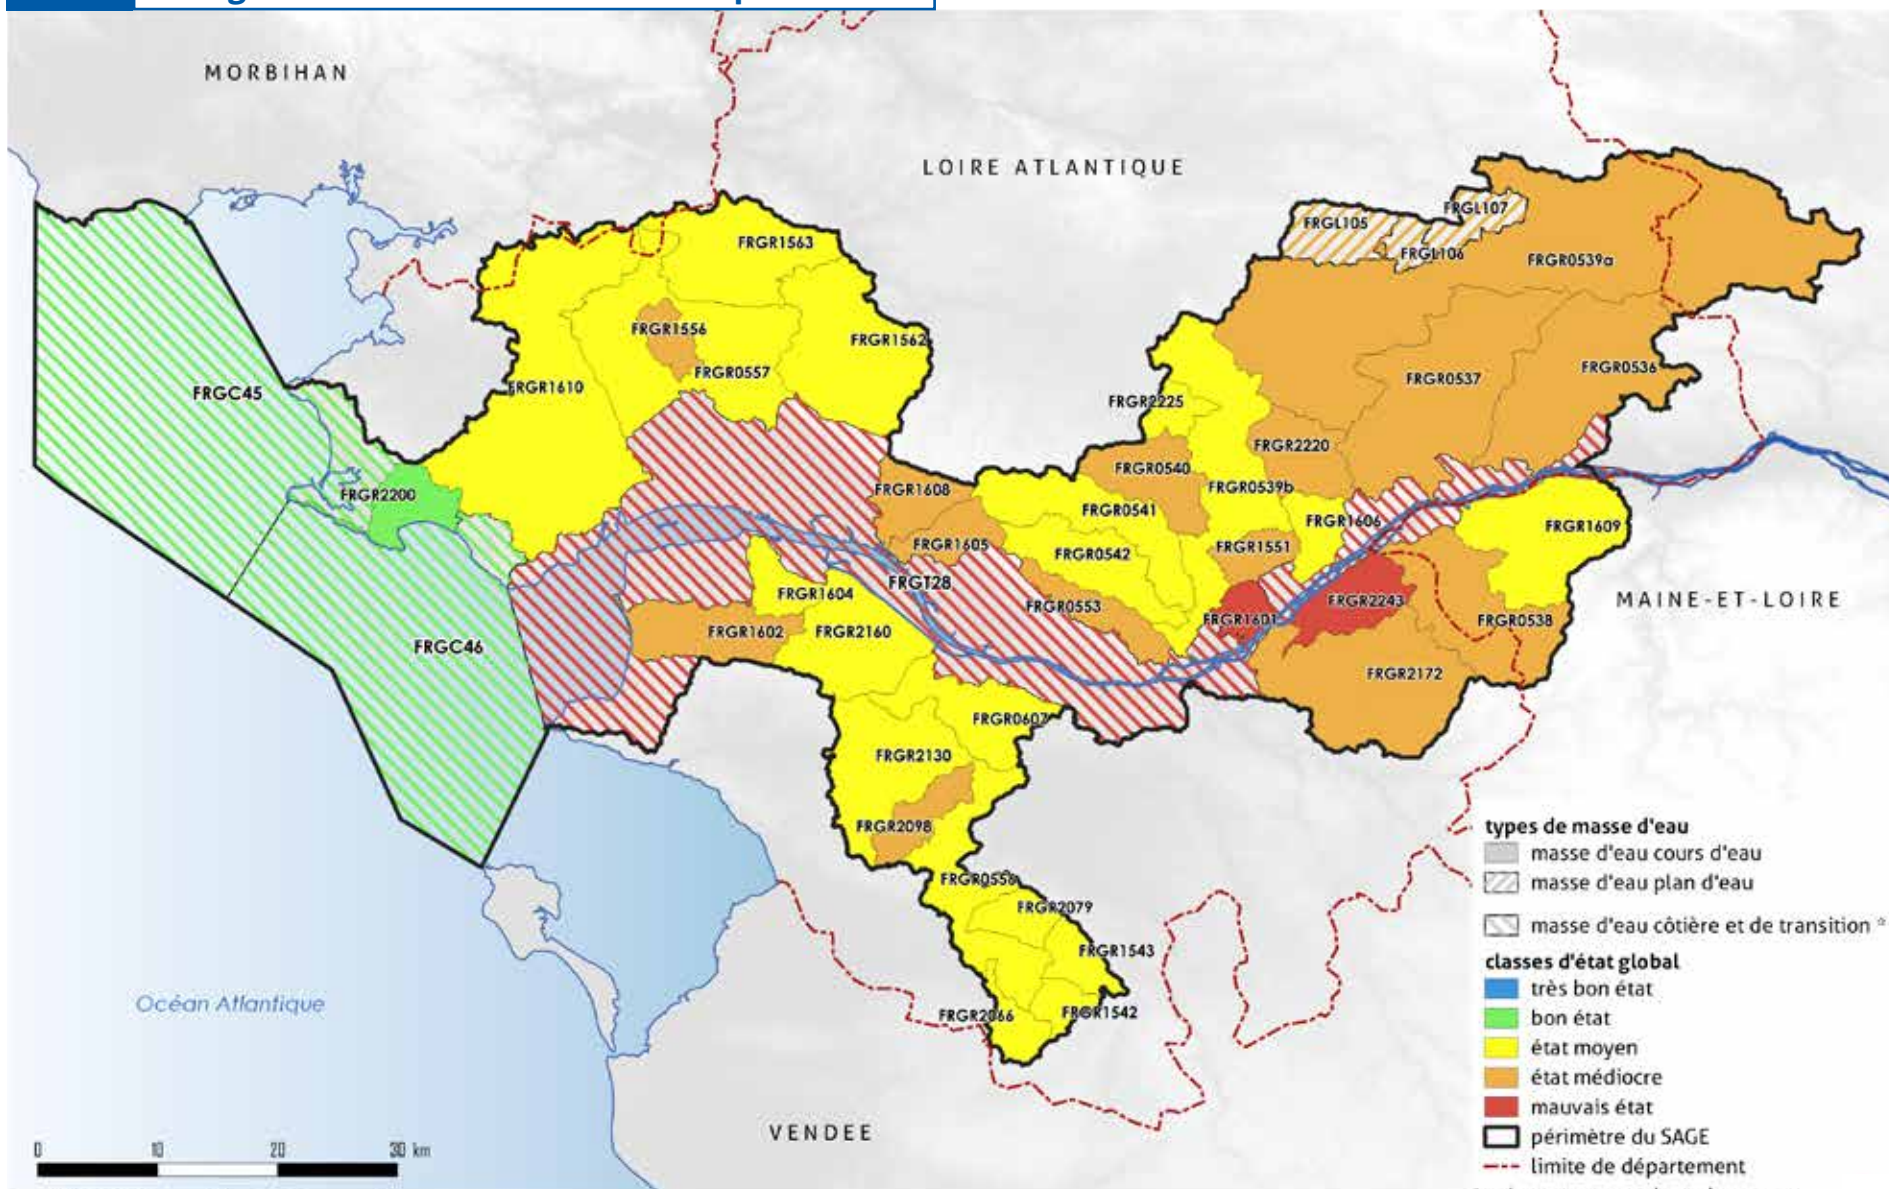 MORBIHAN
LOIRE ATLANTIQUE
FRGL107
FRGL105
FRGL106
FRGR1563
FRGR0539a
FRGR1556
FRGR1562
FRGR0557
FRGR0536
FRGR0537
FRGC45
FRGR1610
FRGR2225
FRGR2220
FRGR0540
FRGR2200
FRGR1608
FRGR0539b
FRGR0541
FRGR1606
FRGR1609
FRGR1605
FRGR0542
FRGR1551
FRGT28
FRGR1604
FRGR0553
FRGR2243
MAINE-ET-LOIRE
FRGR1602
FRGR2160
FRGR1601
FRGR0538
FRGC46
FRGR2172
FRGR0607
FRGR2130
FRGR2098
FRGR0556
FRGR2079
FRGR1543
FRGR2066
FRGR1542
Océan Atlantique
VENDEE
0 10 20 30 km
types de masse d'eau
masse d'eau cours d'eau
masse d'eau plan d'eau
masse d'eau côtière et de transition *
classes d'état global
très bon état
bon état
état moyen
état médiocre
mauvais état
périmètre du SAGE
limite de département